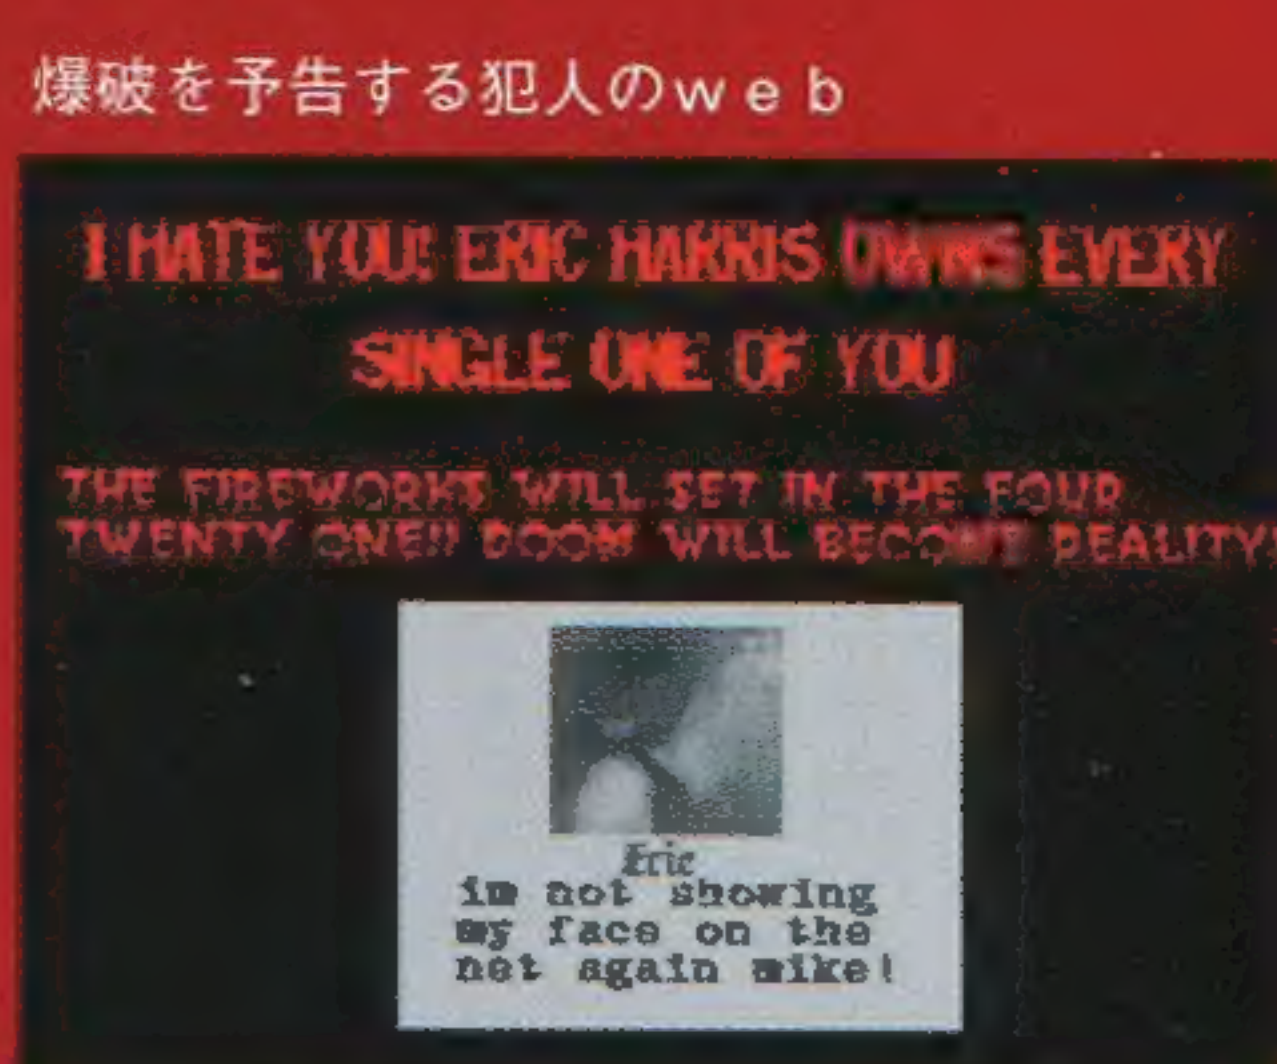 爆破を予告する犯人のｗｅｂ
I HATE YOU! ERIC HARRIS OWNS EVERY
SINGLE ONE OF YOU
THE FIREWORKS WILL SET IN THE FOUR
TWENTY ONE!! DOOM WILL BECOME REALITY!
Eric
im not showing
my face on the
net again mike!